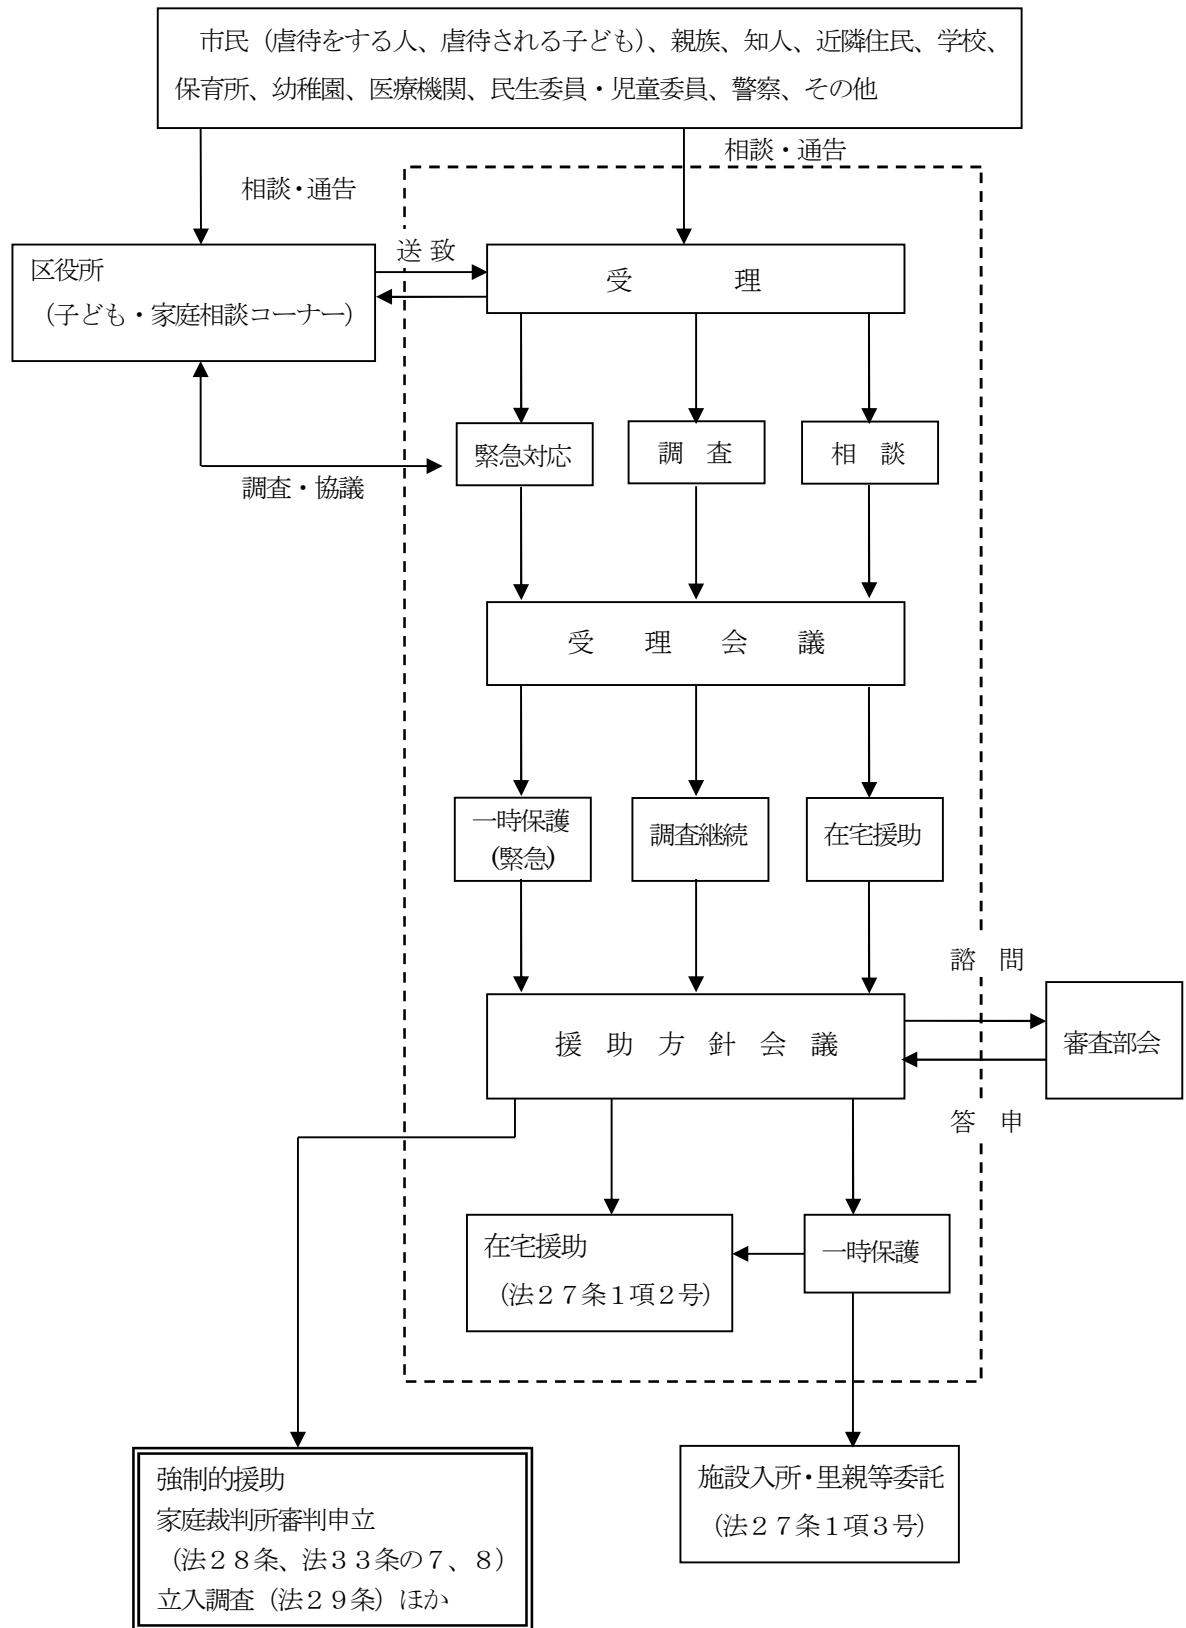 市民(虐待をする人、虐待される子ども)、親族、知人、近隣住民、学校、
保育所、幼稚園、医療機関、民生委員・児童委員、警察、その他
相談・通告
相談・通告
送 致
区役所
(子ども・家庭相談コーナー)
受 理
緊急対応
調 査
相 談
調査・協議
受 理 会 議
一時保護
(緊急)
調査継続
在宅援助
諮 問
援 助 方 針 会 議
審査部会
答 申
在宅援助
(法27条1項2号)
一時保護
強制的援助
家庭裁判所審判申立
(法28条、法33条の7、8)
立入調査(法29条)ほか
施設入所・里親等委託
(法27条1項3号)